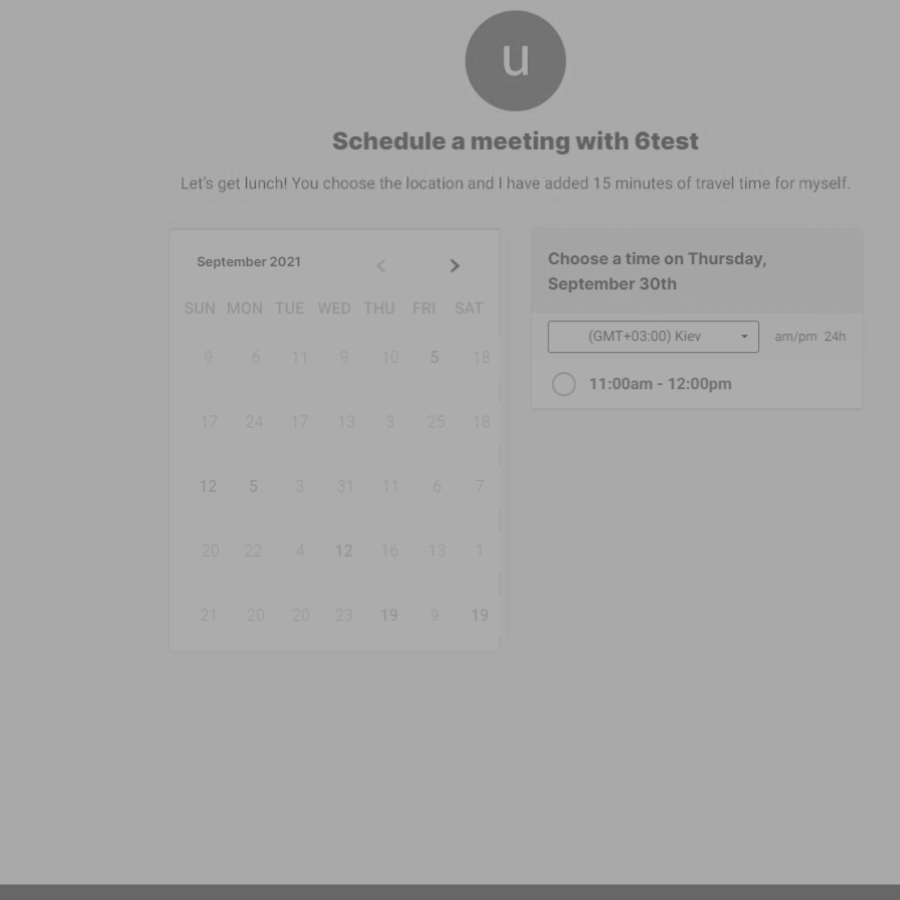 u
Schedule a meeting with 6test
Let's get lunch! You choose the location and I have added 15 minutes of travel time for myself.
September 2021
SUN MON TUE WED THU FRI SAT
9 6 11 9 10 5 18
17 24 17 13 3 25 18
12 5 3 31 11 6 7
20 22 4 12 16 13 1
21 20 20 23 19 9 19
Choose a time on Thursday,
September 30th
(GMT+03:00) Kiev am/pm 24h
11:00am - 12:00pm